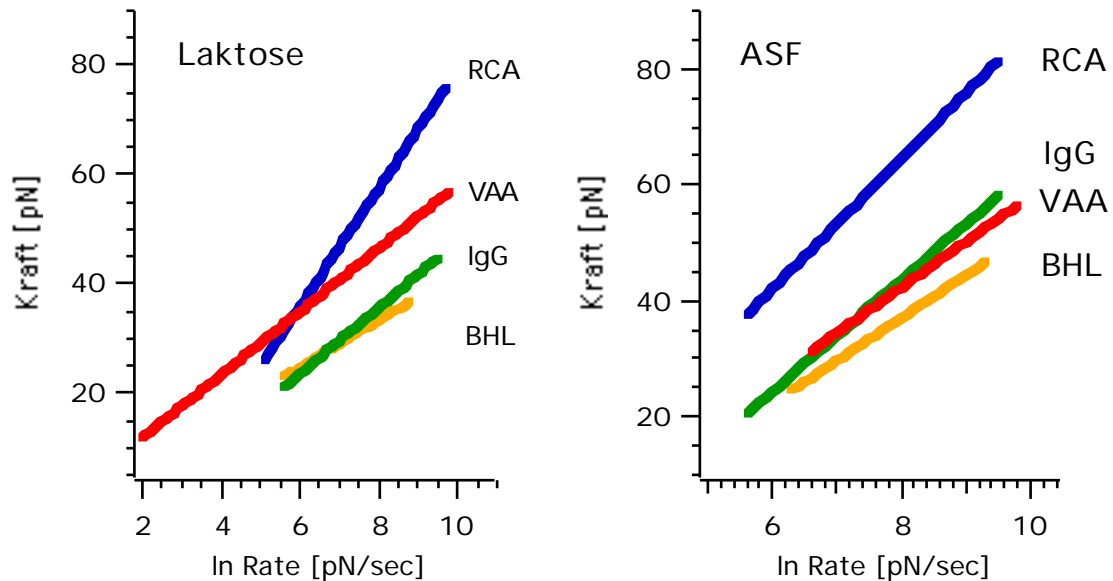 Laktose
RCA
VAA
IgG
BHL
80
60
40
20
Kraft [pN]
2 4 6 8 10
ln Rate [pN/sec]
ASF
RCA
IgG
VAA
BHL
80
60
40
20
Kraft [pN]
6 8 10
ln Rate [pN/sec]